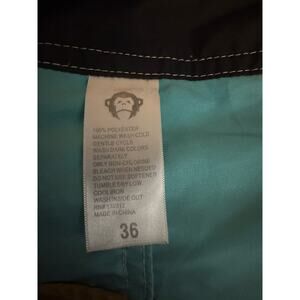 100% POLYESTER
MACHINE WASH COLD
GENTLE CYCLE
WASH DARK COLORS
SEPARATELY
ONLY NON-CHLORINE
BLEACH WHEN NEEDED
DO NOT USE SOFTENER
TUMBLE DRY LOW
COOL IRON
WASH INSIDE OUT
MADE IN CHINA
36